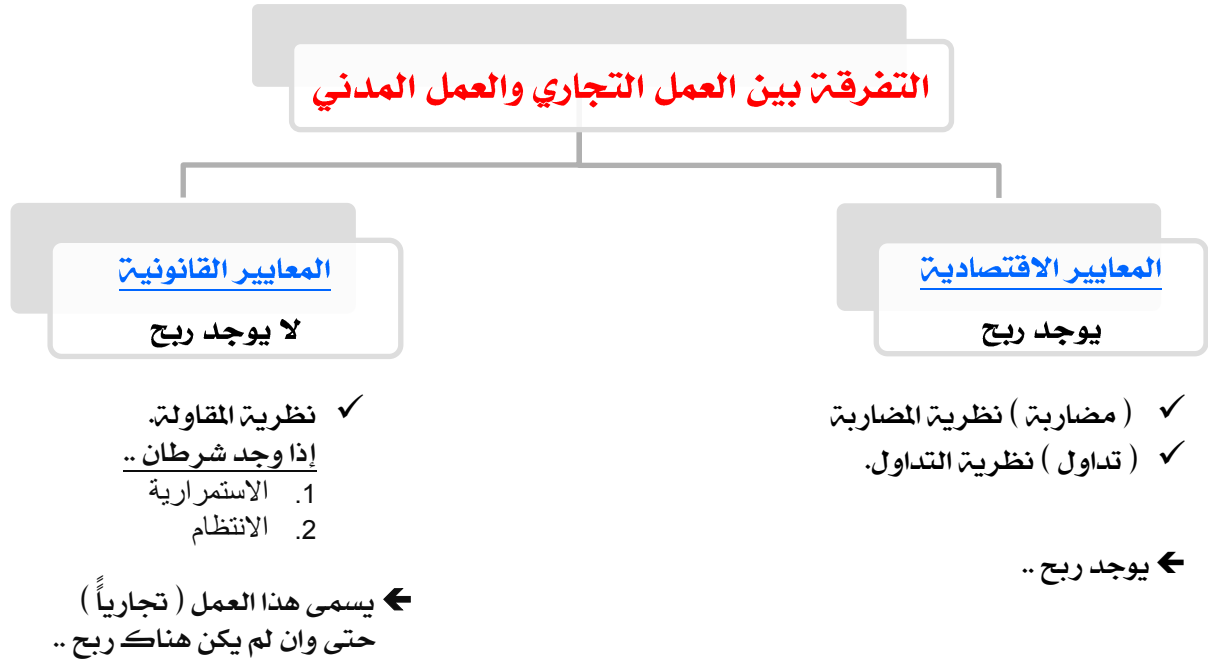 التفرقة بين العمل التجاري والعمل المدني
المعايير الاقتصادية
يوجد ربح
✓ ( مضاربة ) نظرية المضاربة
✓ ( تداول ) نظرية التداول.
← يوجد ربح ..
المعايير القانونية
لا يوجد ربح
✓ نظرية المقاولة.
إذا وجد شرطان ..
1. الاستمرارية
2. الانتظام
← يسمى هذا العمل ( تجارياً )
حتى وان لم يكن هناك ربح ..